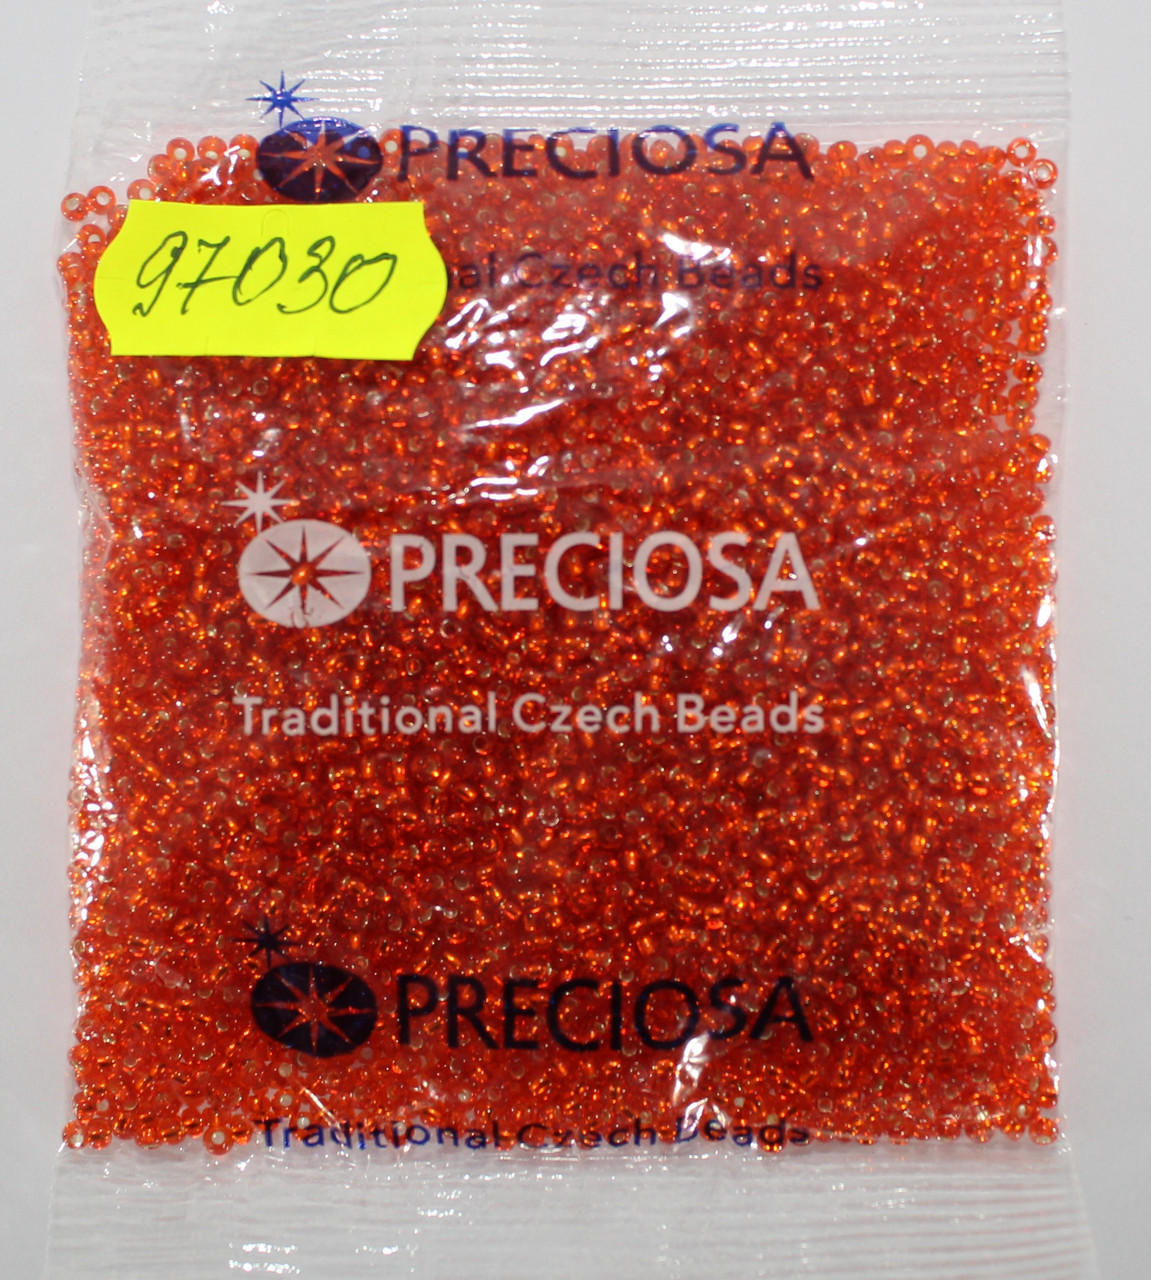 PRECIOSA
97030
al Czech Beads
PRECIOSA
Traditional Czech Beads
PRECIOSA
Traditional Czech Beads